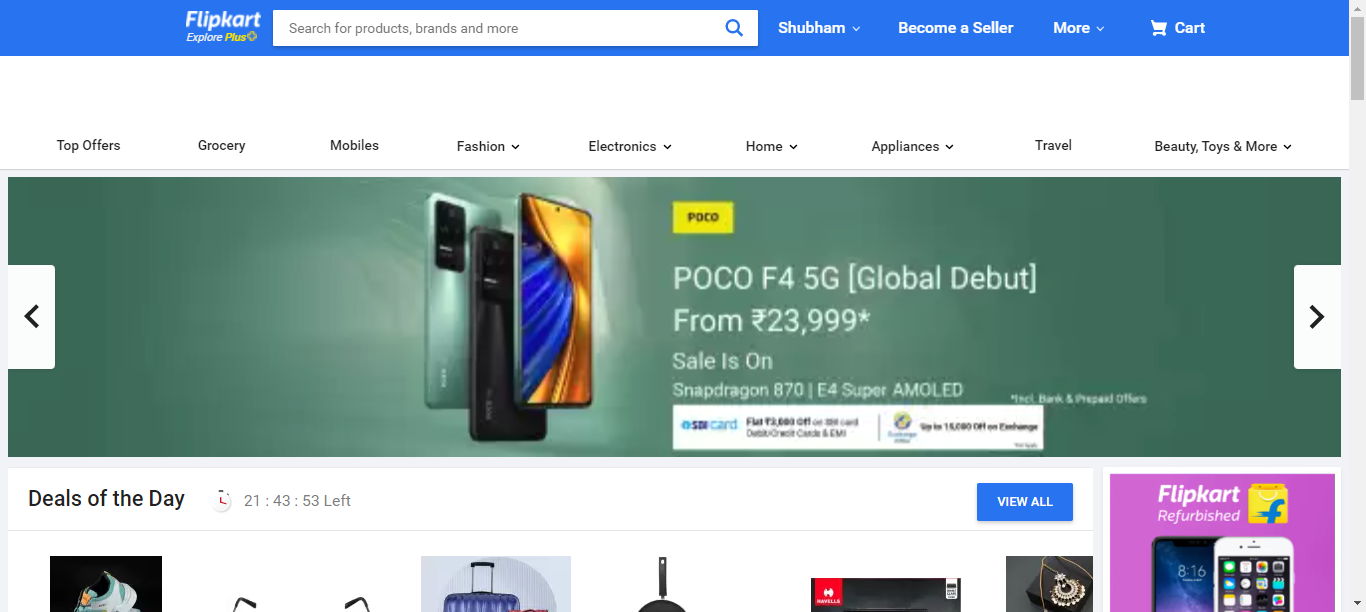 Flipkart
Explore Plus
Search for products, brands and more
Shubham
Become a Seller
More
Cart
Top Offers
Grocery
Mobiles
Fashion
Electronics
Home
Appliances
Travel
Beauty, Toys & More
POCO
POCO F4 5G [Global Debut]
From ₹23,999*
Sale Is On
Snapdragon 870 | E4 Super AMOLED
*Incl. Bank & Prepaid Offers
SBI card
Flat ₹3,000 Off on SBI card
Debit/Credit Cards & EMI
Up to 15,000 Off on Exchange
Deals of the Day
21 : 43 : 53 Left
VIEW ALL
Flipkart
Refurbished
8:16
HAVELLS